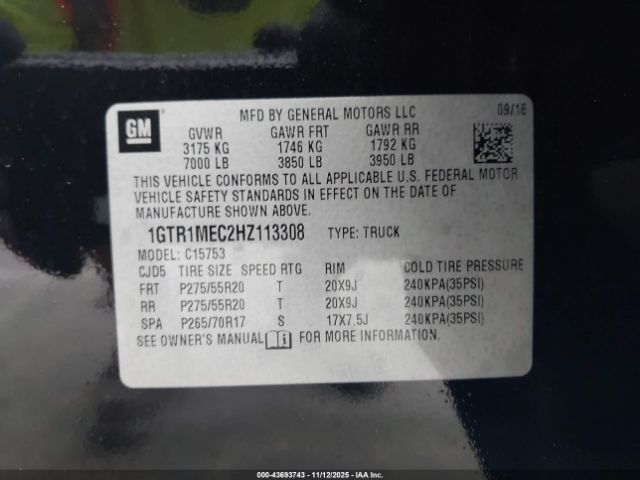 GM
MFD BY GENERAL MOTORS LLC 09/16
GVWR GAWR FRT GAWR RR
3175 KG 1746 KG 1792 KG
7000 LB 3850 LB 3950 LB
THIS VEHICLE CONFORMS TO ALL APPLICABLE U.S. FEDERAL MOTOR
VEHICLE SAFETY STANDARDS IN EFFECT ON THE DATE OF
MANUFACTURE SHOWN ABOVE.
1GTR1MEC2HZ113308 TYPE: TRUCK
MODEL: C15753
CJD5 TIRE SIZE SPEED RTG RIM COLD TIRE PRESSURE
FRT P275/55R20 T 20X9J 240KPA(35PSI)
RR P275/55R20 T 20X9J 240KPA(35PSI)
SPA P265/70R17 S 17X7.5J 240KPA(35PSI)
SEE OWNER'S MANUAL i FOR MORE INFORMATION.
000-43693743 - 11/12/2025 - IAA Inc.